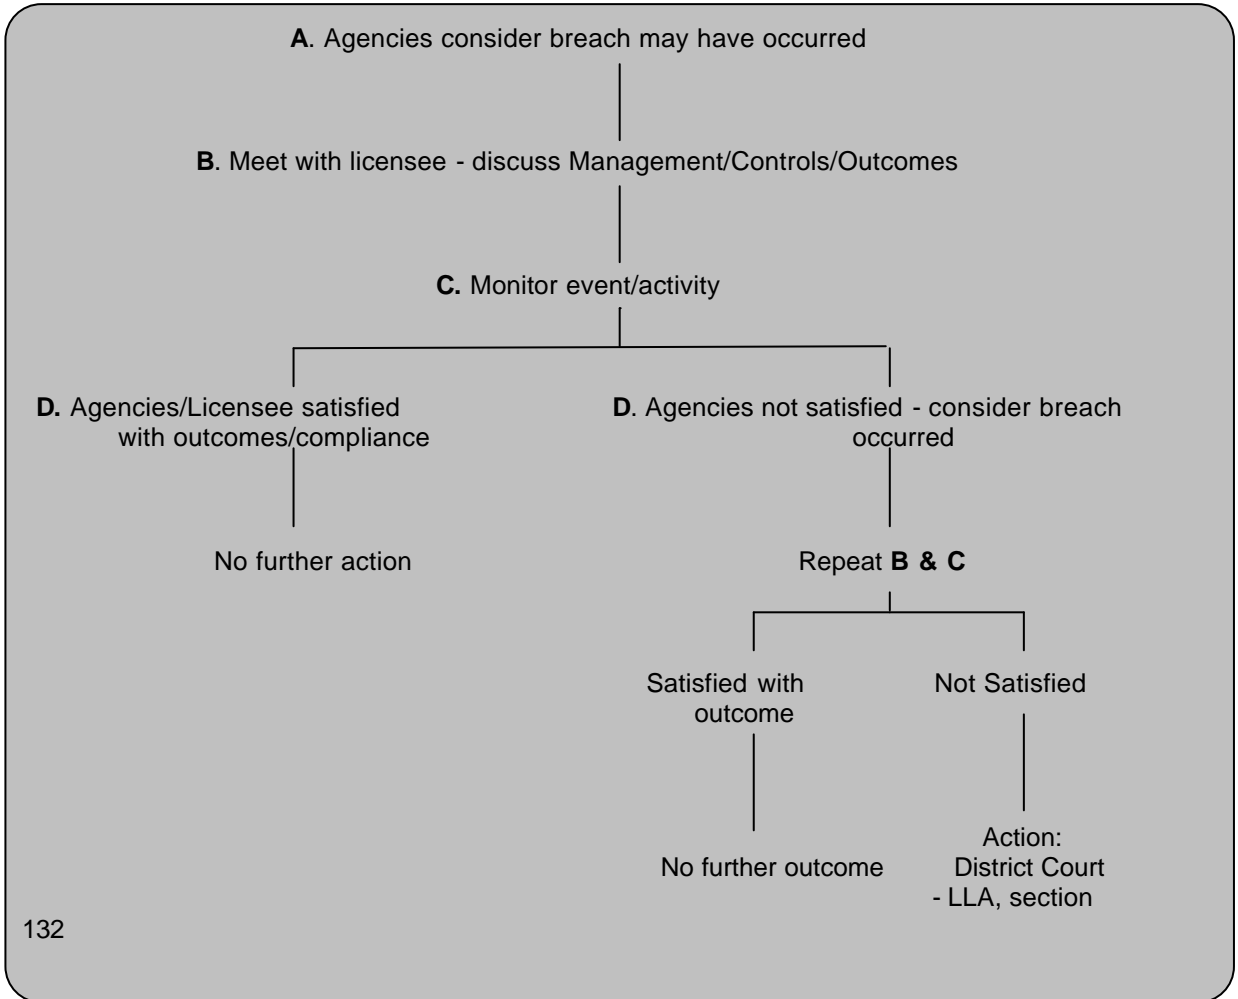 A. Agencies consider breach may have occurred
B. Meet with licensee - discuss Management/Controls/Outcomes
C. Monitor event/activity
D. Agencies/Licensee satisfied
with outcomes/compliance
D. Agencies not satisfied - consider breach
occurred
No further action
Repeat B & C
Satisfied with
outcome
Not Satisfied
No further outcome
Action:
District Court
- LLA, section
132